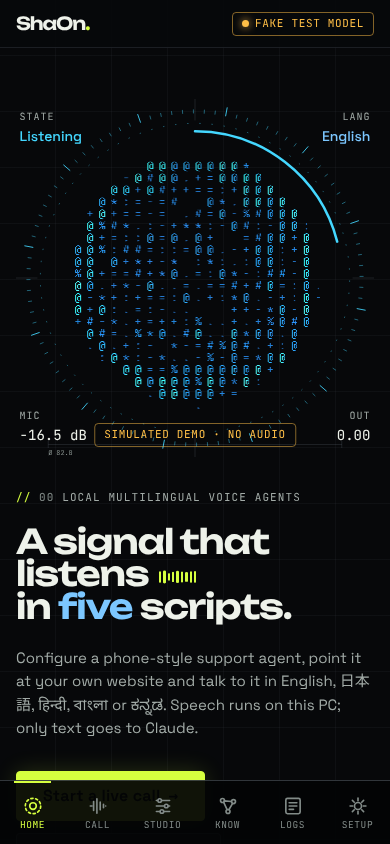 ShaOn.
FAKE TEST MODEL
STATE
LANG
Listening
English
MIC
OUT
-16.5 dB
SIMULATED DEMO · NO AUDIO
0.00
Ø 82.0
// 00 LOCAL MULTILINGUAL VOICE AGENTS
A signal that
listens
in five scripts.
Configure a phone-style support agent, point it
at your own website and talk to it in English, 日本
語, हिन्दी, বাংলা or ಕನ್ನಡ. Speech runs on this PC;
only text goes to Claude.
Start a live call →
HOME
CALL
STUDIO
KNOW
LOGS
SETUP